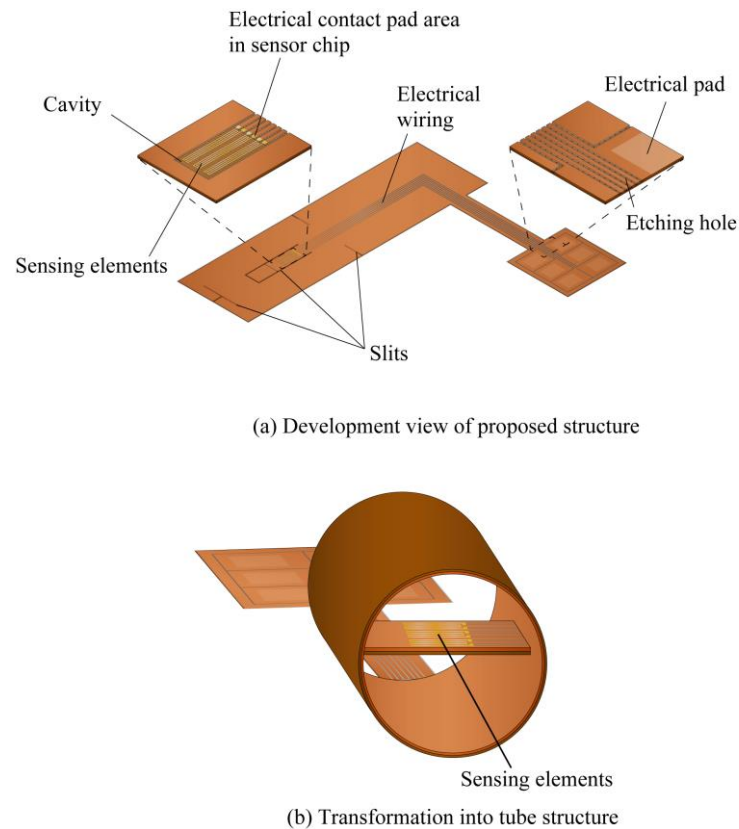 Electrical contact pad area
in sensor chip
Cavity
Electrical
wiring
Electrical pad
Sensing elements
Etching hole
Slits
(a) Development view of proposed structure
Sensing elements
(b) Transformation into tube structure